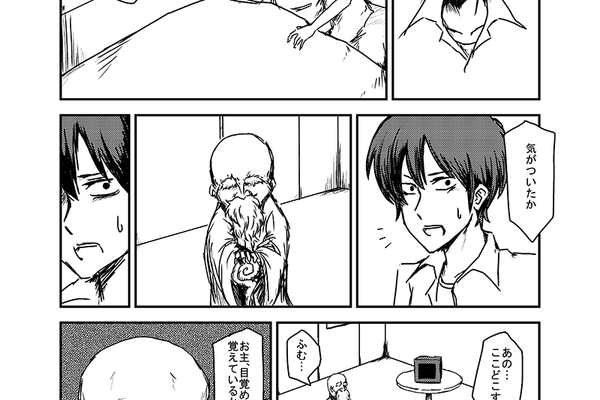 気がついたか
あの…
ここどこす
ふむ…
お主、目覚め
覚えているか